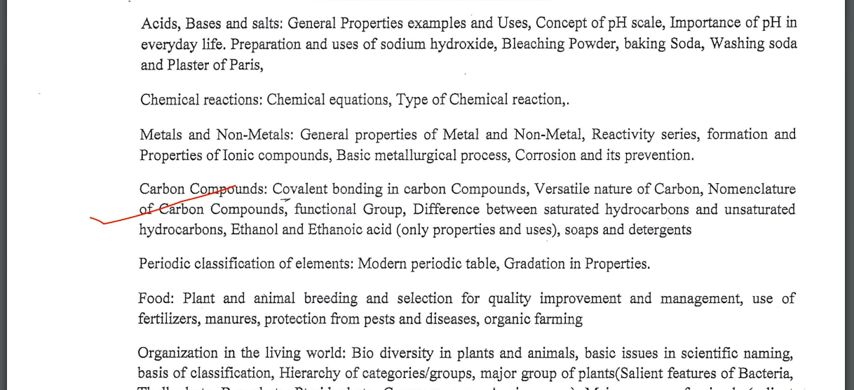 Acids, Bases and salts: General Properties examples and Uses, Concept of pH scale, Importance of pH in
everyday life. Preparation and uses of sodium hydroxide, Bleaching Powder, baking Soda, Washing soda
and Plaster of Paris,
Chemical reactions: Chemical equations, Type of Chemical reaction,.
Metals and Non-Metals: General properties of Metal and Non-Metal, Reactivity series, formation and
Properties of Ionic compounds, Basic metallurgical process, Corrosion and its prevention.
Carbon Compounds: Covalent bonding in carbon Compounds, Versatile nature of Carbon, Nomenclature
of Carbon Compounds, functional Group, Difference between saturated hydrocarbons and unsaturated
hydrocarbons, Ethanol and Ethanoic acid (only properties and uses), soaps and detergents
Periodic classification of elements: Modern periodic table, Gradation in Properties.
Food: Plant and animal breeding and selection for quality improvement and management, use of
fertilizers, manures, protection from pests and diseases, organic farming
Organization in the living world: Bio diversity in plants and animals, basic issues in scientific naming,
basis of classification, Hierarchy of categories/groups, major group of plants(Salient features of Bacteria,